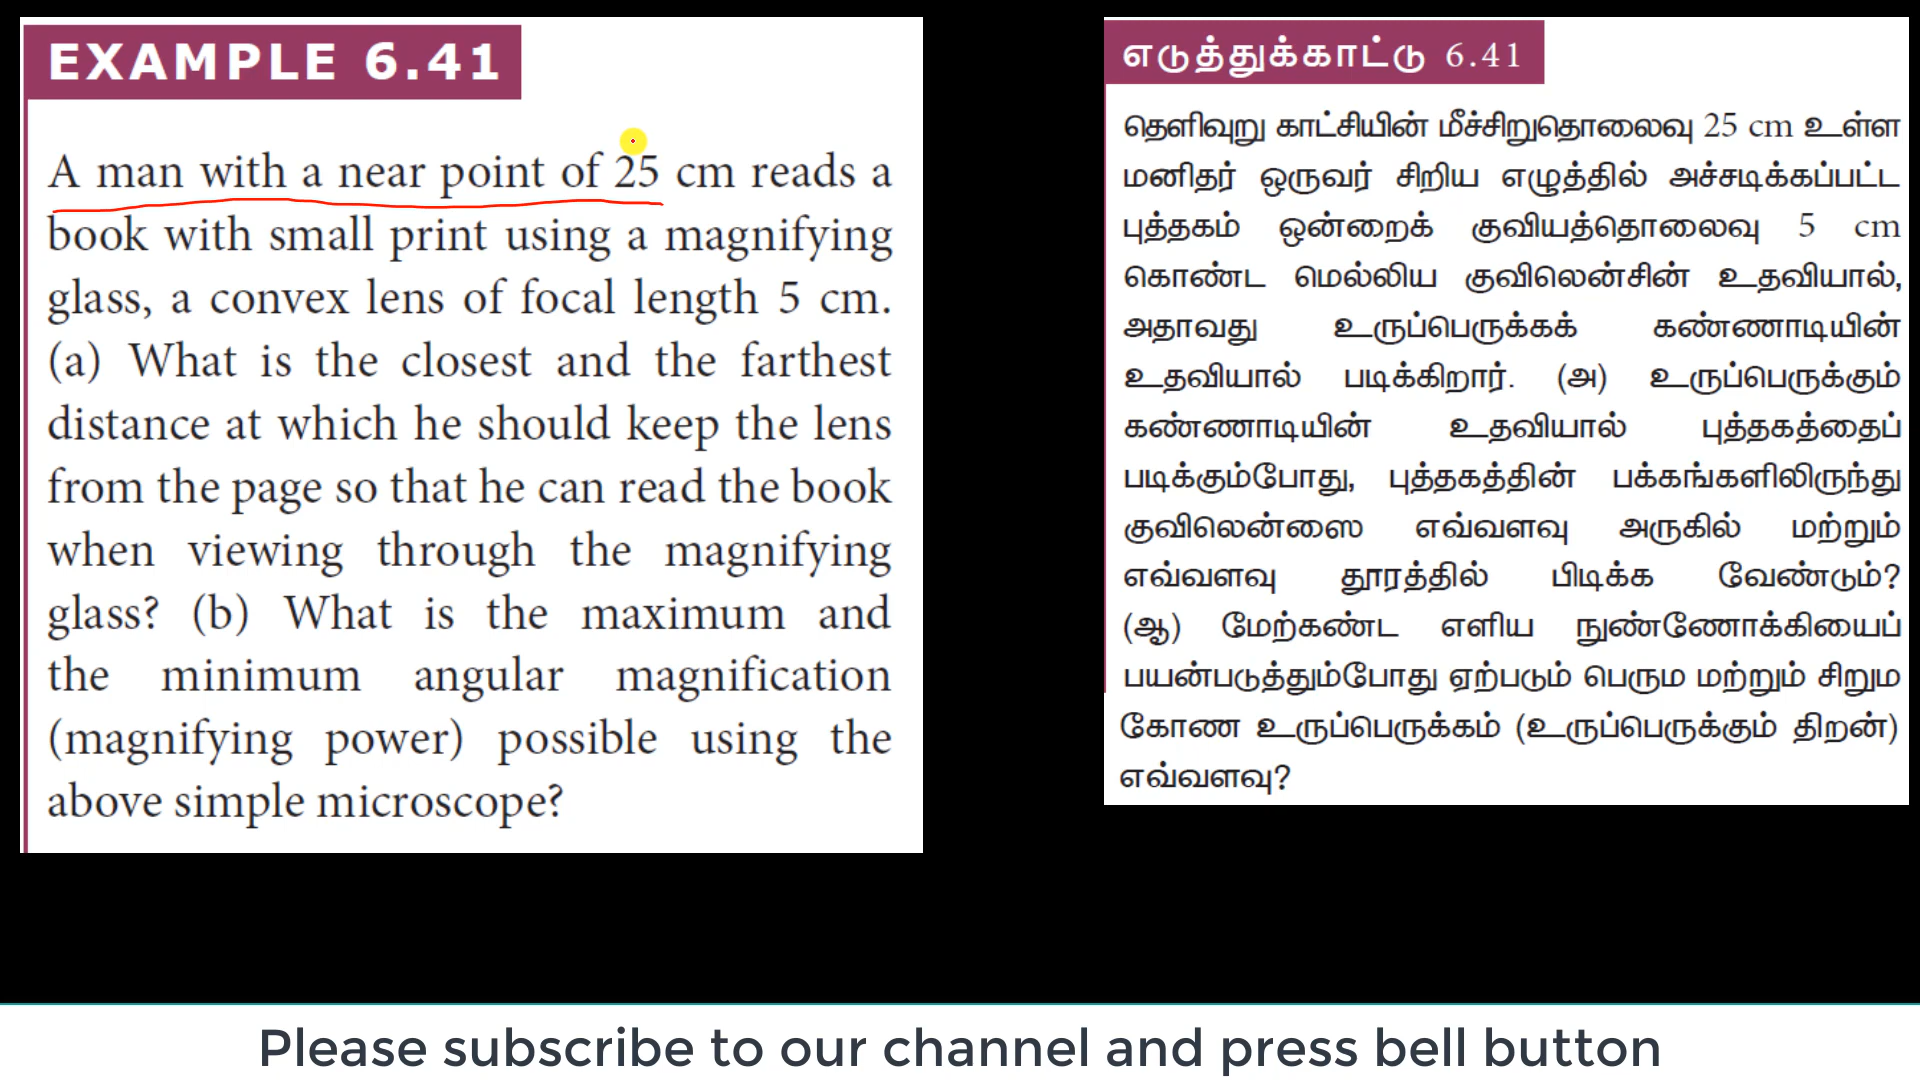 EXAMPLE 6.41
A man with a near point of 25 cm reads a
book with small print using a magnifying
glass, a convex lens of focal length 5 cm.
(a) What is the closest and the farthest
distance at which he should keep the lens
from the page so that he can read the book
when viewing through the magnifying
glass? (b) What is the maximum and
the minimum angular magnification
(magnifying power) possible using the
above simple microscope?
எடுத்துக்காட்டு 6.41
தெளிவுறு காட்சியின் மீச்சிறுதொலைவு 25 cm உள்ள
மனிதர் ஒருவர் சிறிய எழுத்தில் அச்சடிக்கப்பட்ட
புத்தகம் ஒன்றைக் குவியத்தொலைவு 5 cm
கொண்ட மெல்லிய குவிலென்சின் உதவியால்,
அதாவது உருப்பெருக்கக் கண்ணாடியின்
உதவியால் படிக்கிறார். (அ) உருப்பெருக்கும்
கண்ணாடியின் உதவியால் புத்தகத்தைப்
படிக்கும்போது, புத்தகத்தின் பக்கங்களிலிருந்து
குவிலென்ஸை எவ்வளவு அருகில் மற்றும்
எவ்வளவு தூரத்தில் பிடிக்க வேண்டும்?
(ஆ) மேற்கண்ட எளிய நுண்ணோக்கியைப்
பயன்படுத்தும்போது ஏற்படும் பெரும மற்றும் சிறும
கோண உருப்பெருக்கம் (உருப்பெருக்கும் திறன்)
எவ்வளவு?
Please subscribe to our channel and press bell button